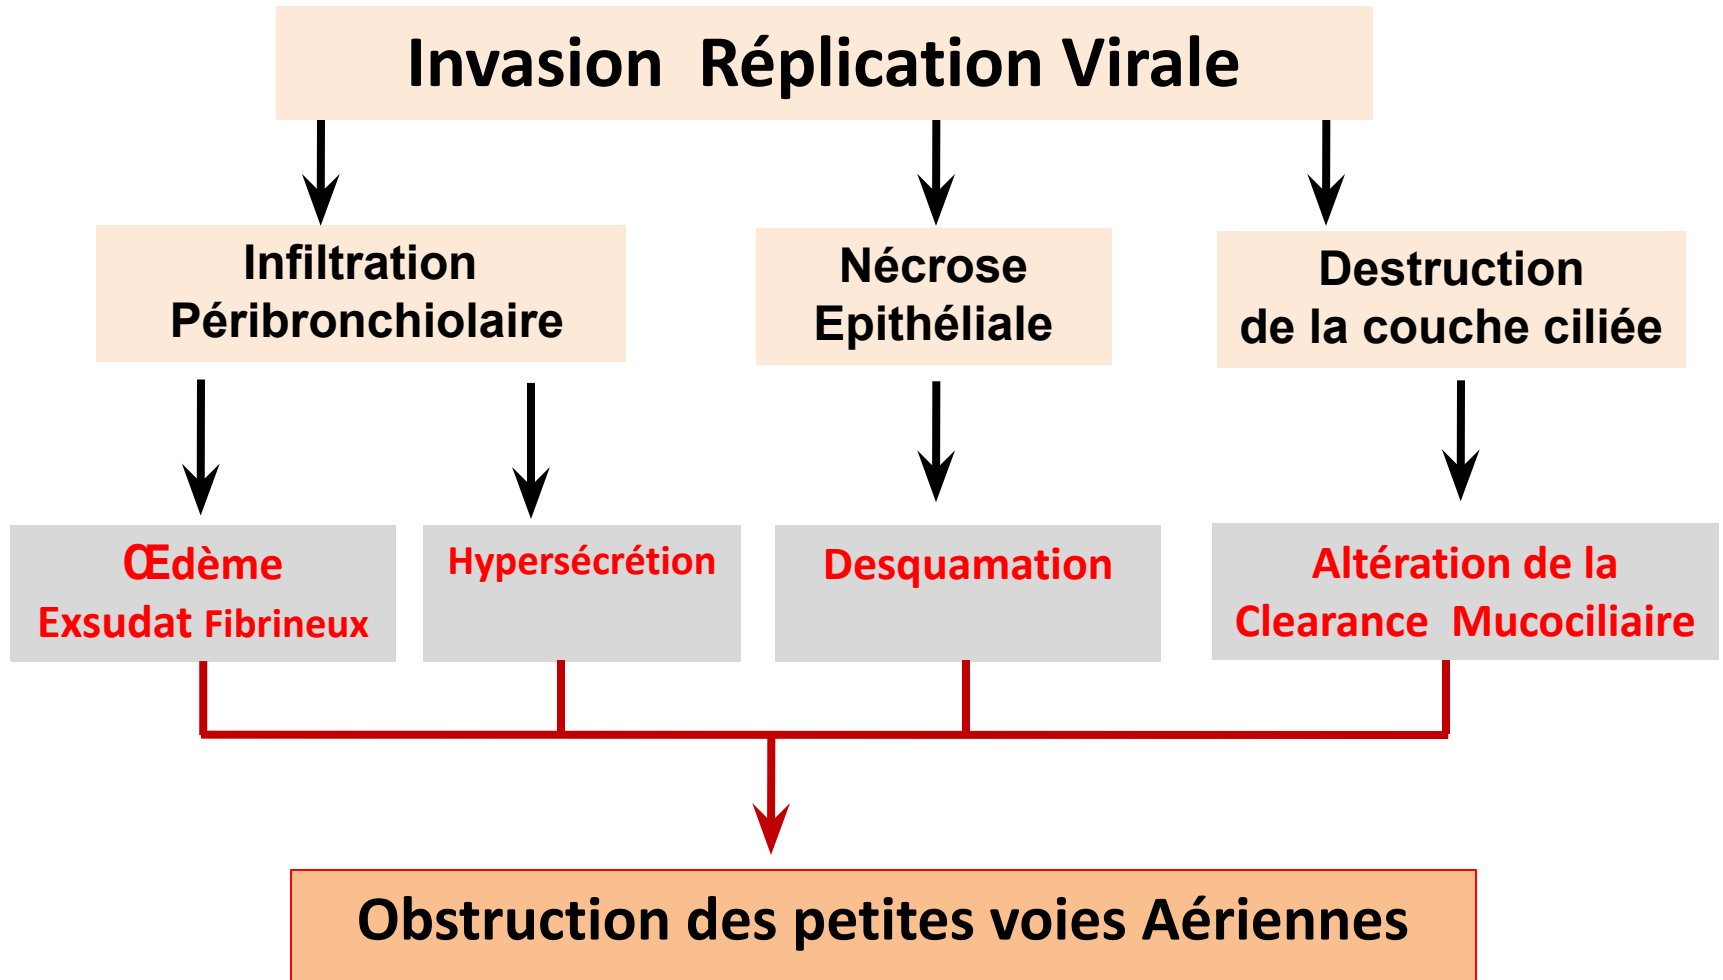 Invasion Réplication Virale
Infiltration
Péribronchiolaire
Nécrose
Epithéliale
Destruction
de la couche ciliée
Œdème
Exsudat Fibrineux
Hypersécrétion
Desquamation
Altération de la
Clearance Mucociliaire
Obstruction des petites voies Aériennes